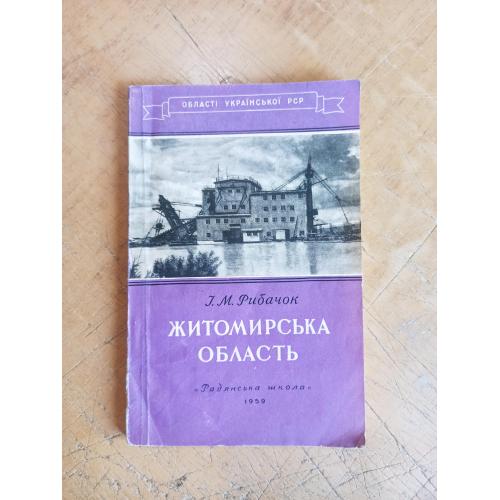 ОБЛАСТІ УКРАЇНСЬКОЇ РСР
І. М. Рибачок
ЖИТОМИРСЬКА
ОБЛАСТЬ
«Радянська школа»
1959